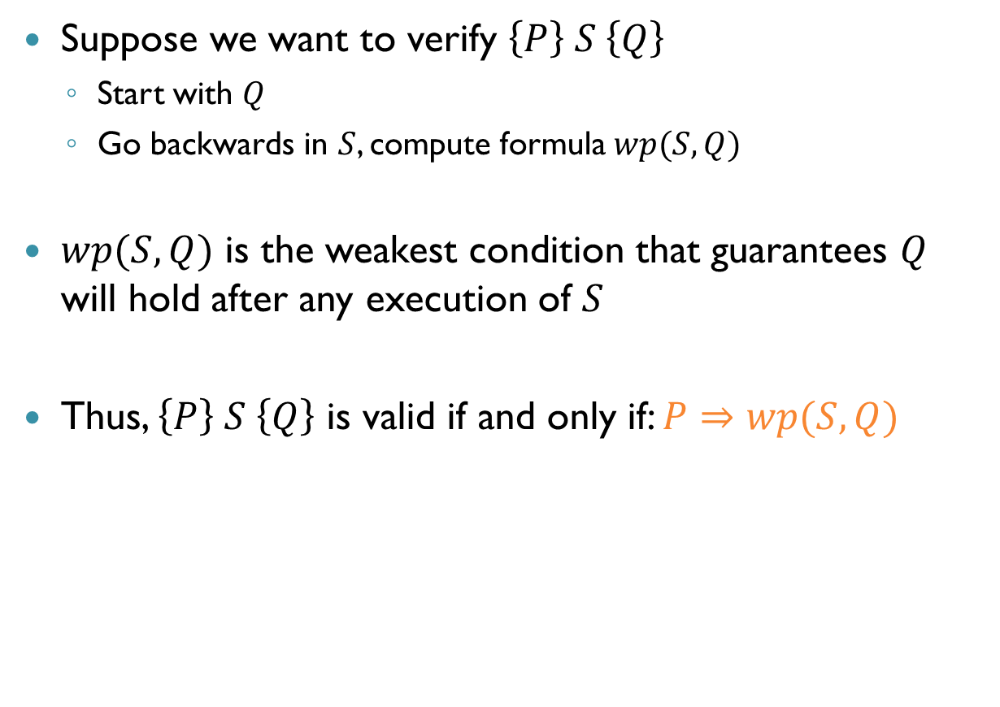 • Suppose we want to verify {𝑃} 𝑆 {𝑄}
◦ Start with 𝑄
◦ Go backwards in 𝑆, compute formula 𝑤𝑝(𝑆, 𝑄)
• 𝑤𝑝(𝑆, 𝑄) is the weakest condition that guarantees 𝑄
will hold after any execution of 𝑆
• Thus, {𝑃} 𝑆 {𝑄} is valid if and only if: 𝑃 ⇒ 𝑤𝑝(𝑆, 𝑄)